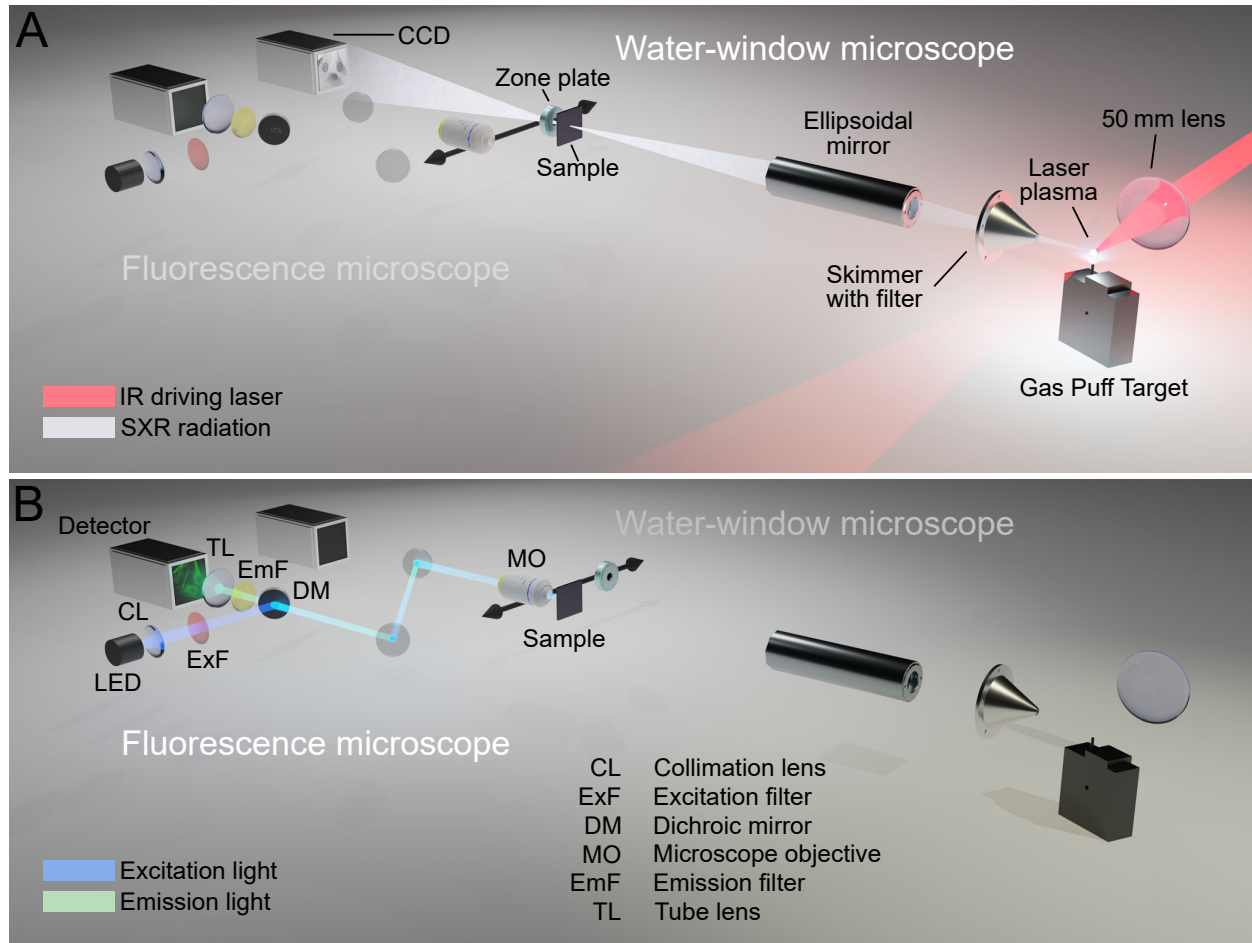 A
CCD
Water-window microscope
Zone plate
Ellipsoidal
mirror
50 mm lens
Laser
plasma
Sample
Fluorescence microscope
Skimmer
with filter
Gas Puff Target
IR driving laser
SXR radiation
B
Detector
Water-window microscope
TL
EmF
DM
MO
CL
Sample
ExF
LED
Fluorescence microscope
CL Collimation lens
ExF Excitation filter
DM Dichroic mirror
MO Microscope objective
EmF Emission filter
TL Tube lens
Excitation light
Emission light